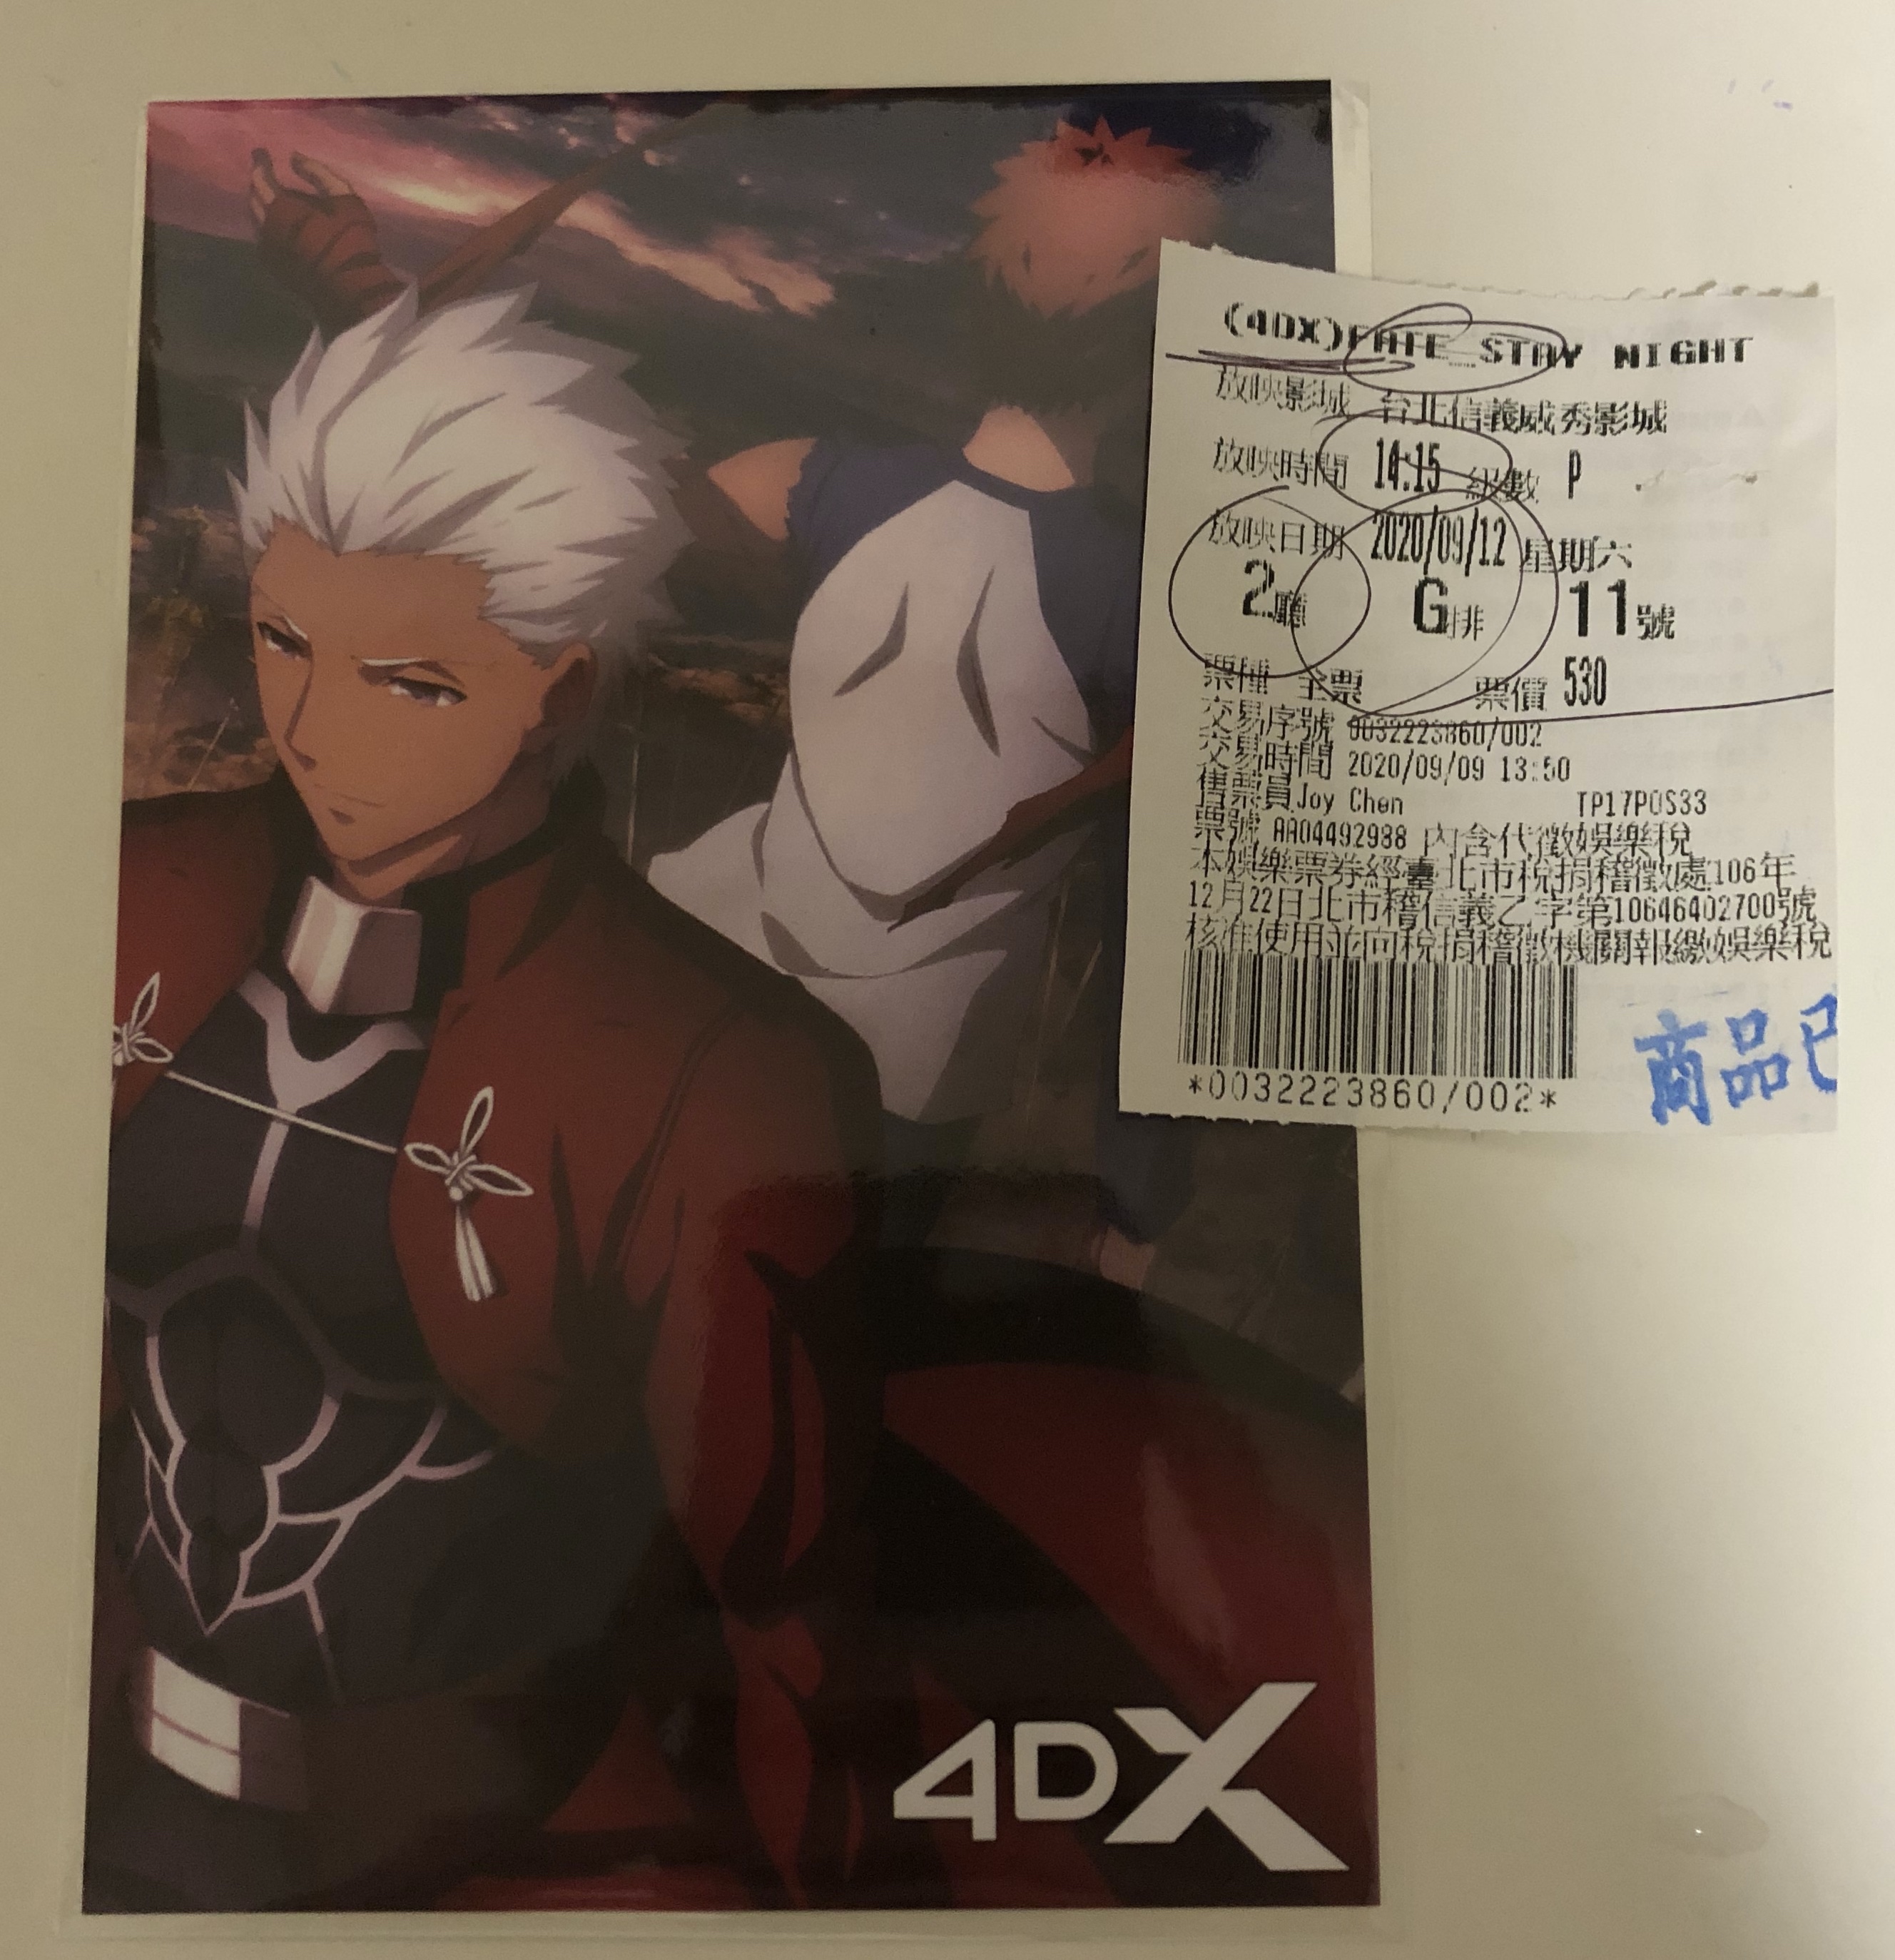 (4DX)FATE STAY NIGHT
放映影城 台北信義威秀影城
放映時間 14:15 級數 P
放映日期 2020/09/12 星期六
2廳 G排 11號
票種 全票 票價 530
交易序號 0032223860/002
交易時間 2020/09/09 13:50
售票員Joy Chen TP17POS33
票號 AA04492988 內含代徵娛樂稅
本娛樂票券經臺北市稅捐稽徵處106年
12月22日北市稽信義乙字第10646402700號
核准使用並向稅捐稽徵機關報繳娛樂稅
*0032223860/002*
商品已
4DX